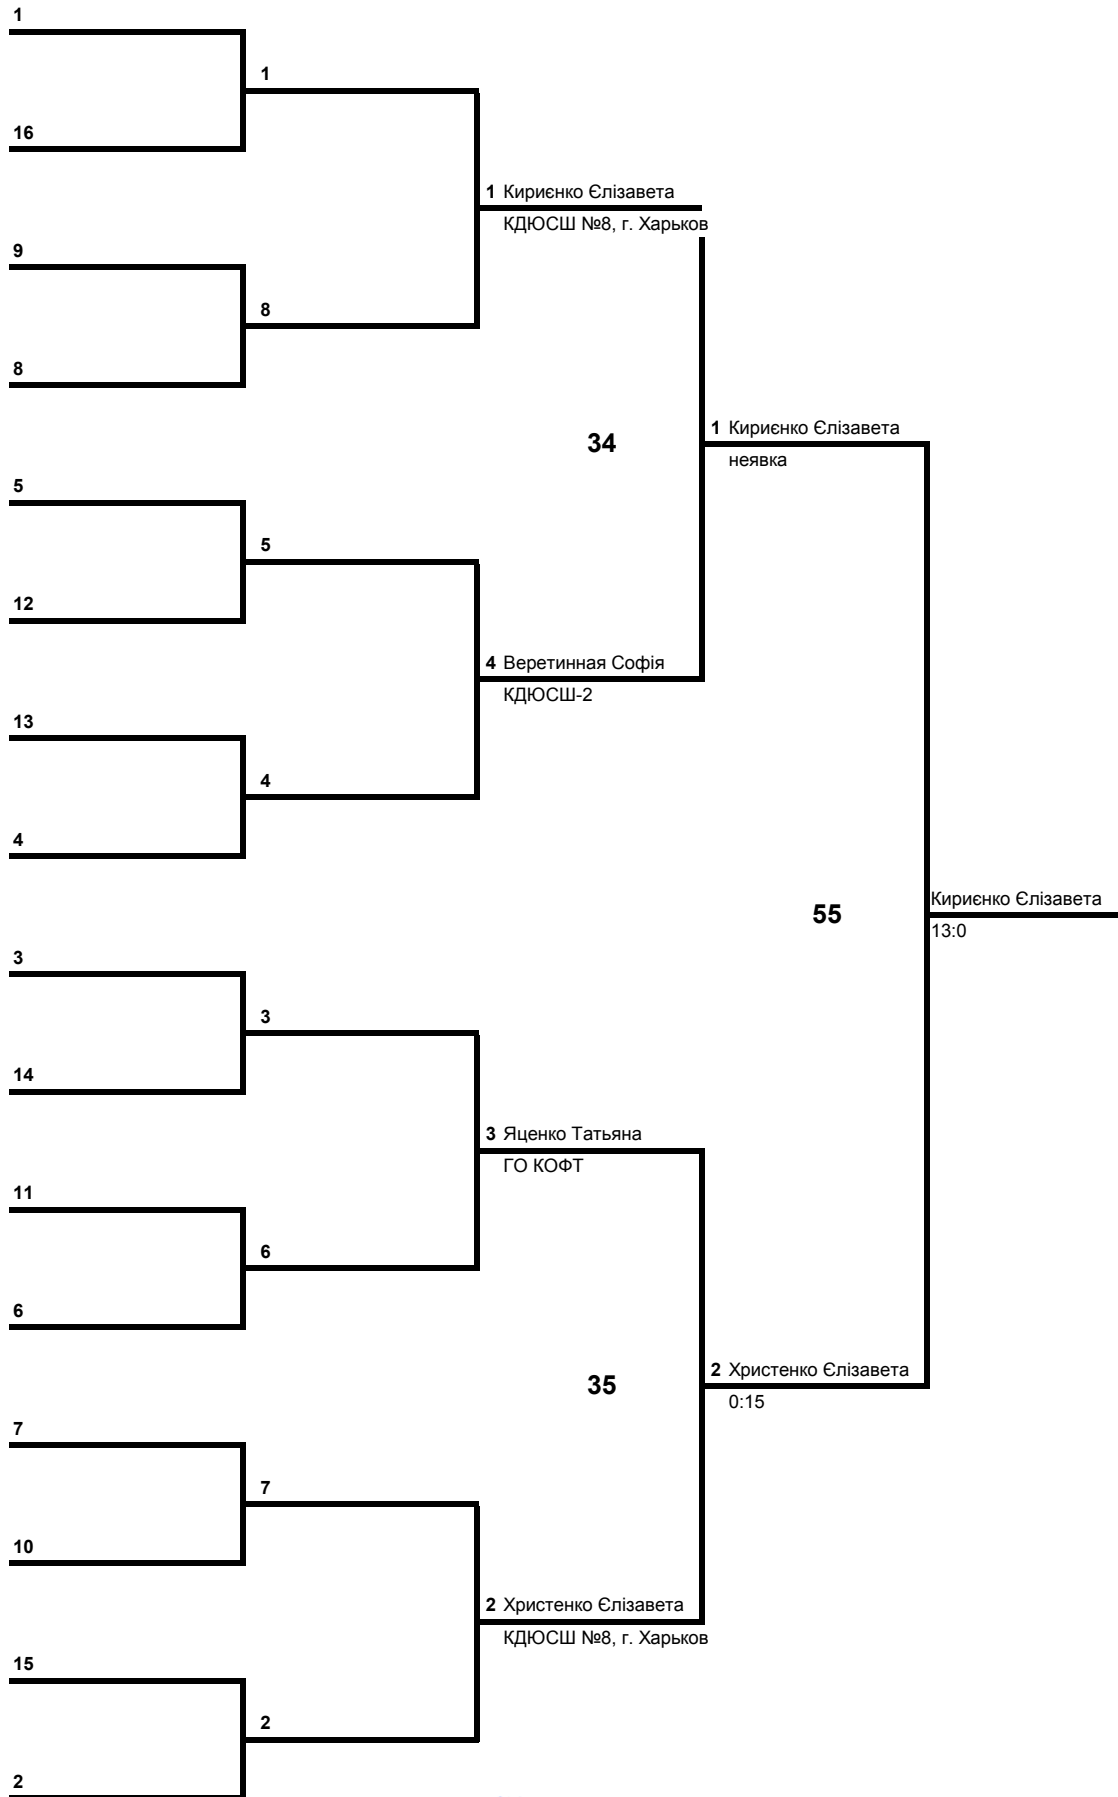 1
1
16
1 Кириєнко Єлізавета
КДЮСШ №8, г. Харьков
9
8
8
34
1 Кириєнко Єлізавета
неявка
5
5
12
4 Веретинная Софія
КДЮСШ-2
13
4
4
55
Кириєнко Єлізавета
13:0
3
3
14
3 Яценко Татьяна
ГО КОФТ
11
6
6
35
2 Христенко Єлізавета
0:15
7
7
10
2 Христенко Єлізавета
КДЮСШ №8, г. Харьков
15
2
2